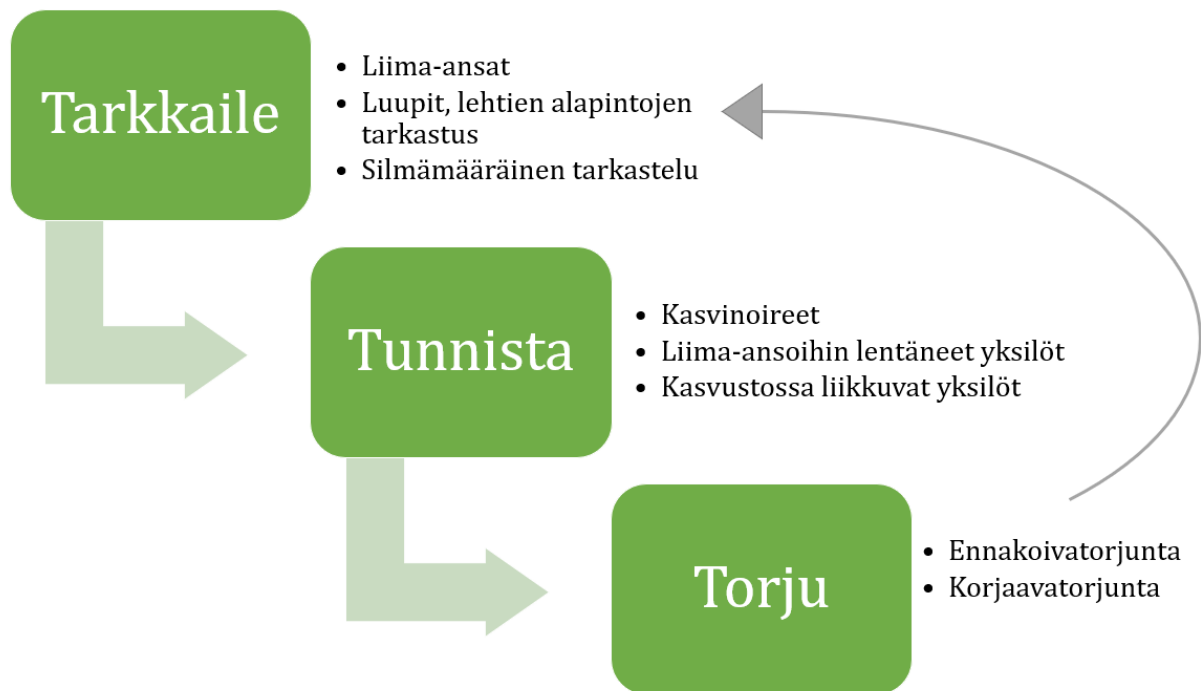 Tarkkaile
• Liima-ansat
• Luupit, lehtien alapintojen
tarkastus
• Silmämääräinen tarkastelu
Tunnista
• Kasvinoireet
• Liima-ansoihin lentäneet yksilöt
• Kasvustossa liikkuvat yksilöt
Torju
• Ennakoivatorjunta
• Korjaavatorjunta